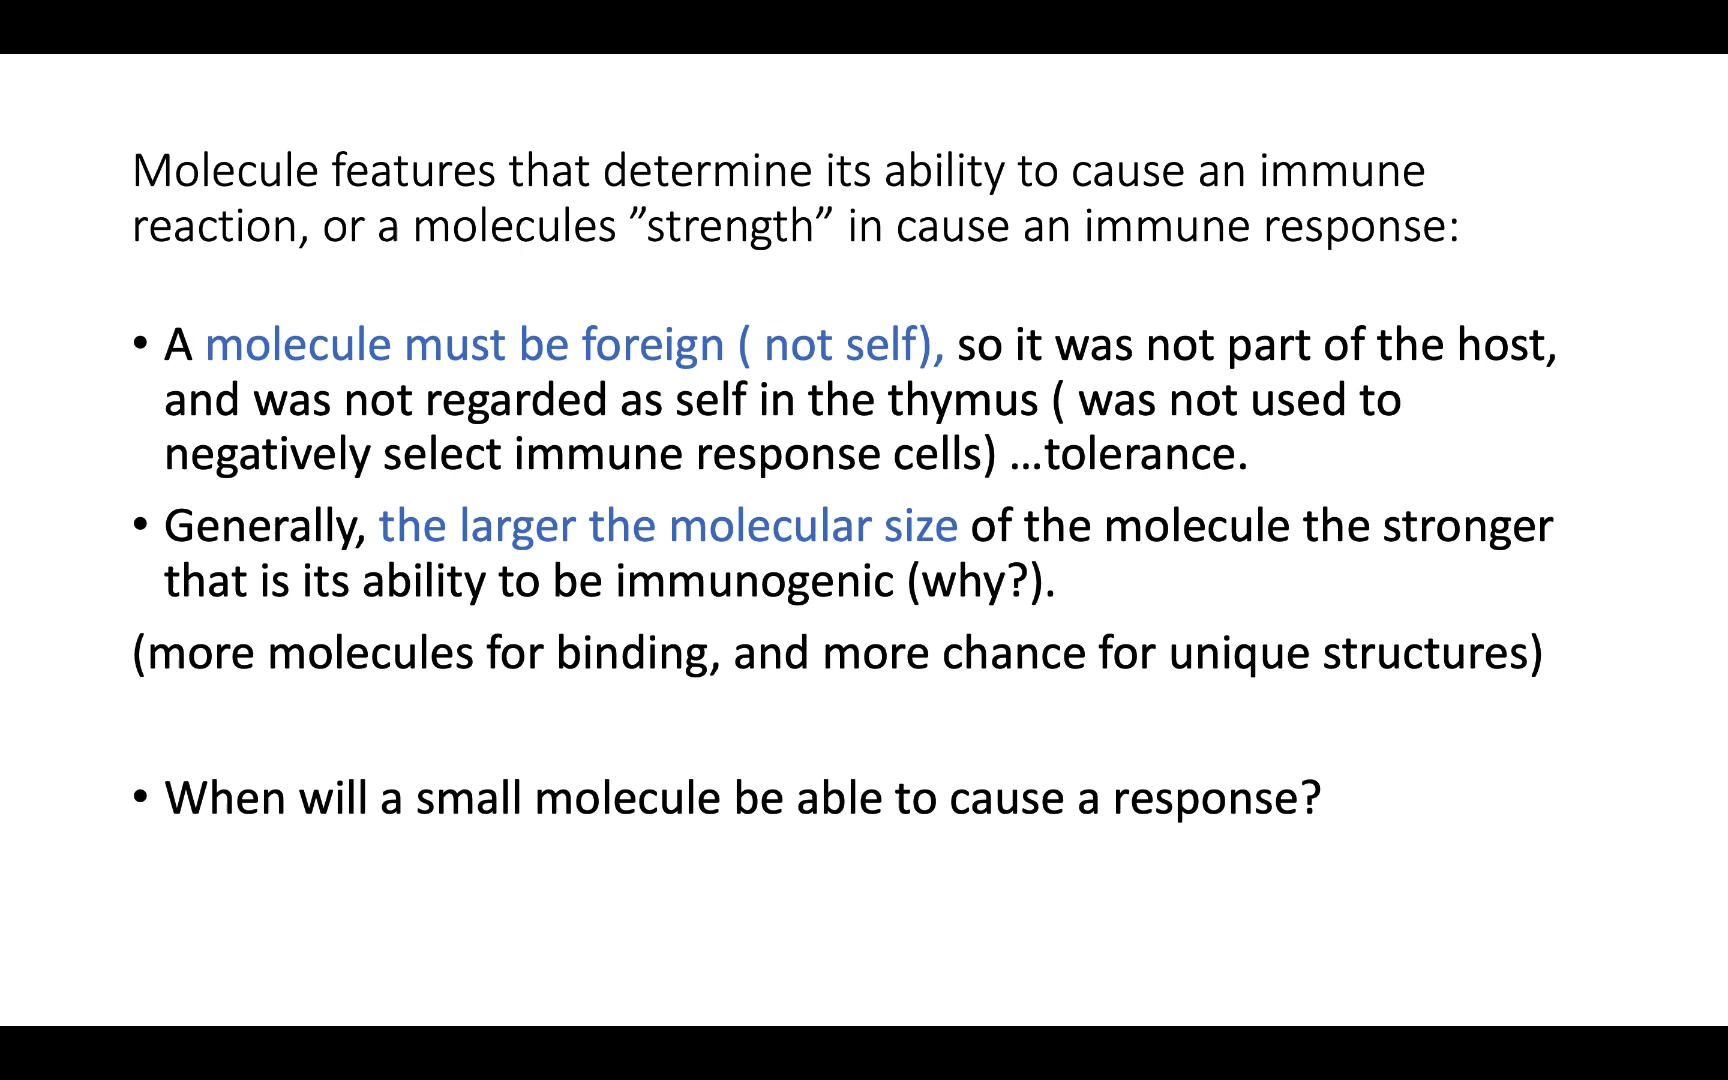 Molecule features that determine its ability to cause an immune
reaction, or a molecules ”strength” in cause an immune response:
• A molecule must be foreign ( not self), so it was not part of the host,
and was not regarded as self in the thymus ( was not used to
negatively select immune response cells) …tolerance.
• Generally, the larger the molecular size of the molecule the stronger
that is its ability to be immunogenic (why?).
(more molecules for binding, and more chance for unique structures)
• When will a small molecule be able to cause a response?